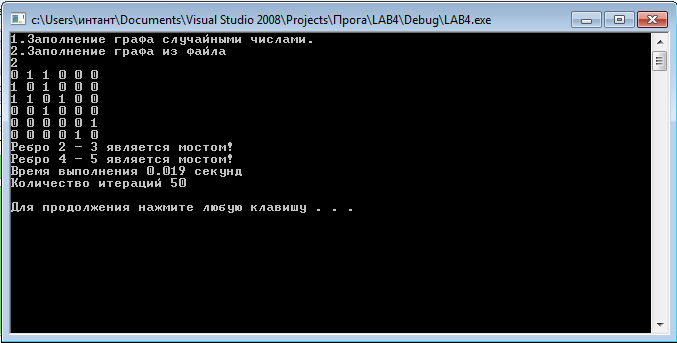 c:\Users\интант\Documents\Visual Studio 2008\Projects\Прога\LAB4\Debug\LAB4.exe
1.Заполнение графа случайными числами.
2.Заполнение графа из файла
2
0 1 1 0 0 0
1 0 1 0 0 0
1 1 0 1 0 0
0 0 1 0 0 0
0 0 0 0 0 1
0 0 0 0 1 0
Ребро 2 - 3 является мостом!
Ребро 4 - 5 является мостом!
Время выполнения 0.019 секунд
Количество итераций 50
Для продолжения нажмите любую клавишу . . .